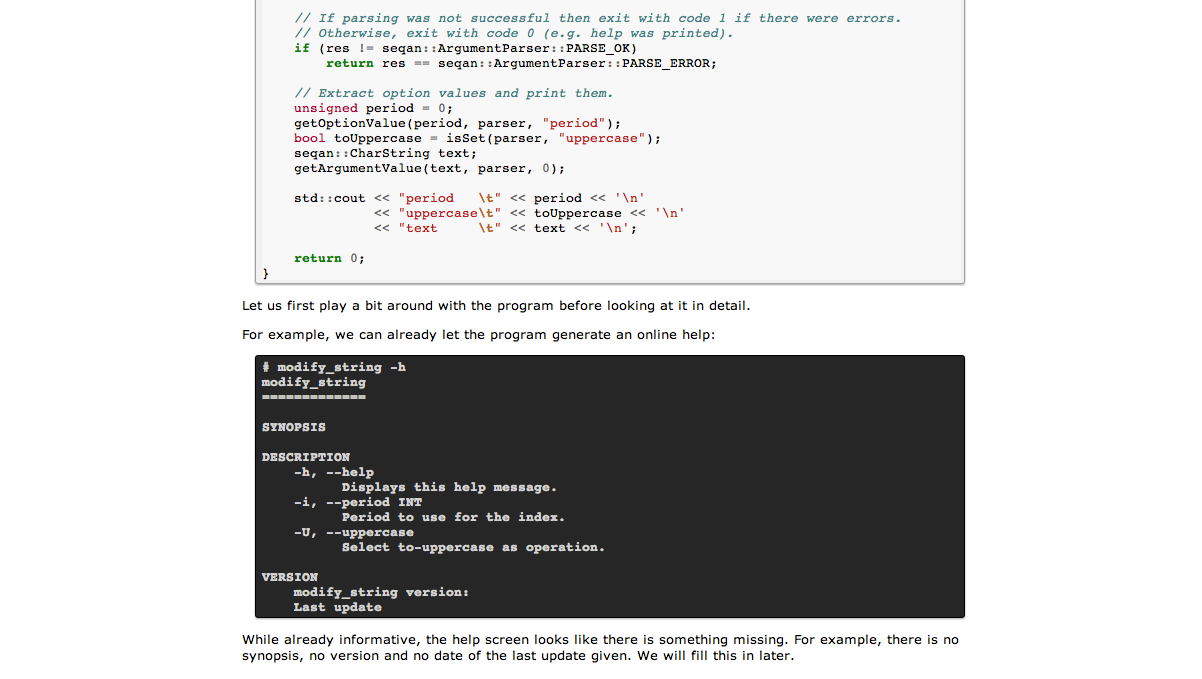 // If parsing was not successful then exit with code 1 if there were errors.
// Otherwise, exit with code 0 (e.g. help was printed).
if (res != seqan::ArgumentParser::PARSE_OK)
    return res == seqan::ArgumentParser::PARSE_ERROR;
// Extract option values and print them.
unsigned period = 0;
getOptionValue(period, parser, "period");
bool toUppercase = isSet(parser, "uppercase");
seqan::CharString text;
getArgumentValue(text, parser, 0);
std::cout << "period   \t" << period << '\n'
          << "uppercase\t" << toUppercase << '\n'
          << "text     \t" << text << '\n';
return 0;
}
Let us first play a bit around with the program before looking at it in detail.
For example, we can already let the program generate an online help:
# modify_string -h
modify_string
=============
SYNOPSIS
DESCRIPTION
    -h, --help
          Displays this help message.
    -i, --period INT
          Period to use for the index.
    -U, --uppercase
          Select to-uppercase as operation.
VERSION
    modify_string version:
    Last update
While already informative, the help screen looks like there is something missing. For example, there is no
synopsis, no version and no date of the last update given. We will fill this in later.